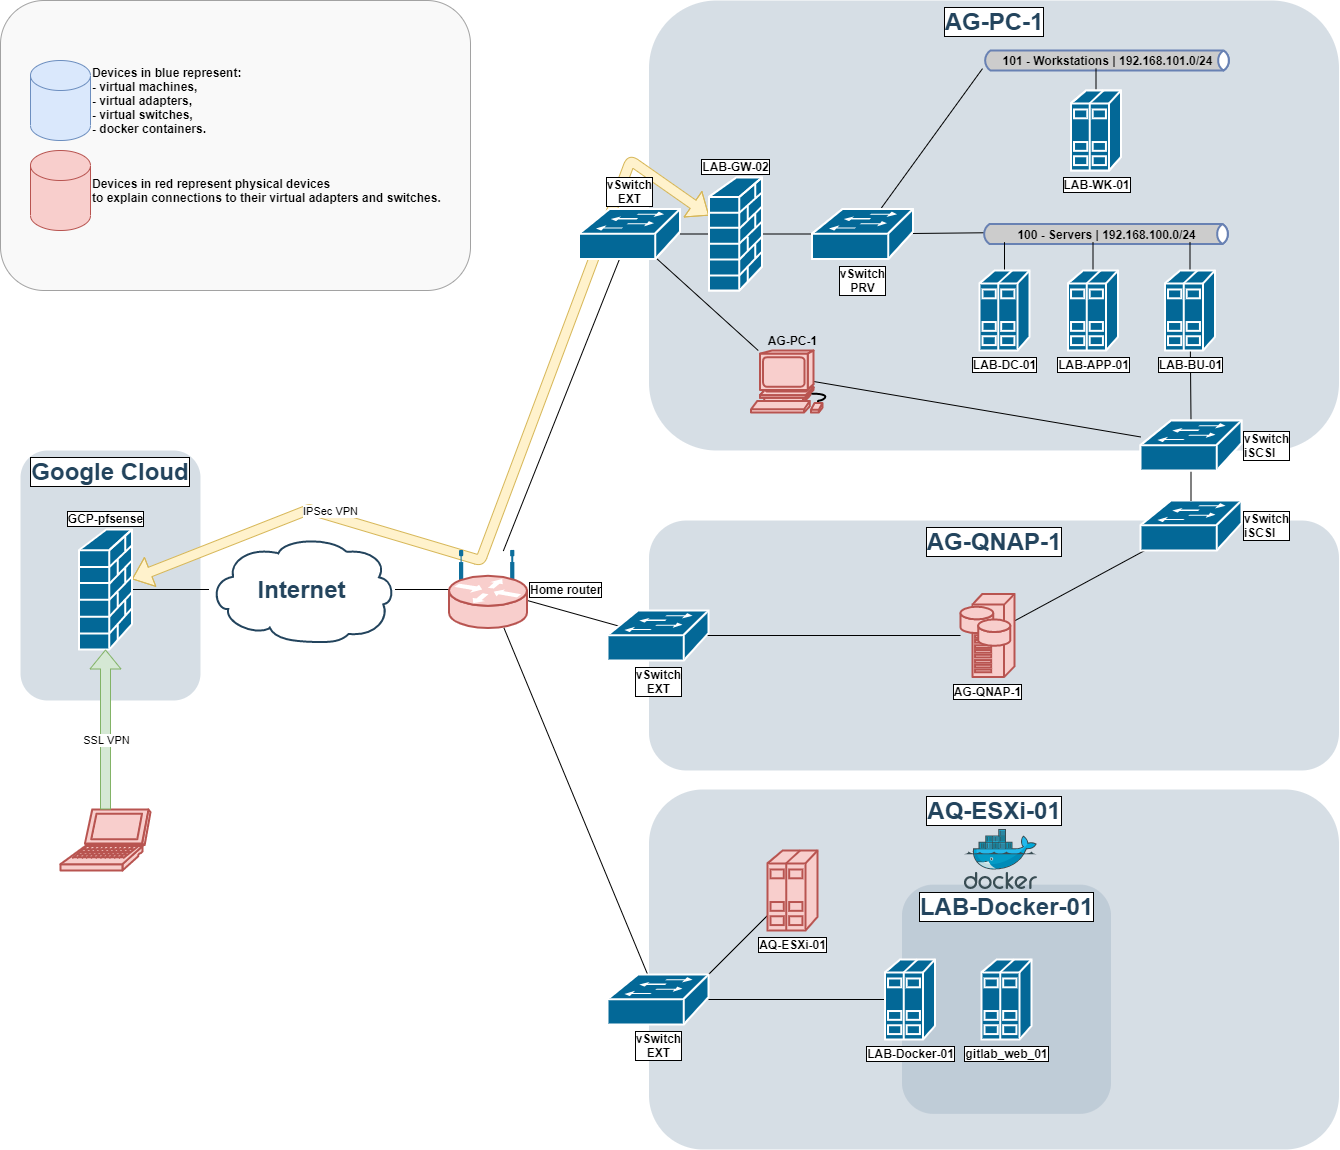 Devices in blue represent:
- virtual machines,
- virtual adapters,
- virtual switches,
- docker containers.
Devices in red represent physical devices
to explain connections to their virtual adapters and switches.
AG-PC-1
101 - Workstations | 192.168.101.0/24
LAB-WK-01
LAB-GW-02
vSwitch
EXT
100 - Servers | 192.168.100.0/24
vSwitch
PRV
LAB-DC-01
LAB-APP-01
LAB-BU-01
AG-PC-1
vSwitch
iSCSI
Google Cloud
GCP-pfsense
IPSec VPN
Internet
Home router
SSL VPN
vSwitch
iSCSI
AG-QNAP-1
vSwitch
EXT
AG-QNAP-1
AQ-ESXi-01
docker
LAB-Docker-01
AQ-ESXi-01
vSwitch
EXT
LAB-Docker-01
gitlab_web_01